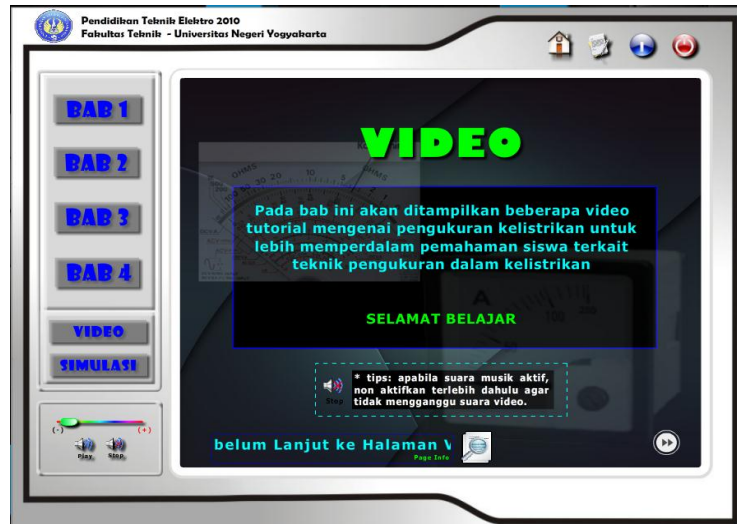 Pendidikan Teknik Elektro 2010
Fakultas Teknik - Universitas Negeri Yogyakarta
BAB 1
BAB 2
BAB 3
BAB 4
VIDEO
SIMULASI
(-)
(+)
Play
Stop
VIDEO
OHMS
Pada bab ini akan ditampilkan beberapa video
tutorial mengenai pengukuran kelistrikan untuk
lebih memperdalam pemahaman siswa terkait
teknik pengukuran dalam kelistrikan
SELAMAT BELAJAR
Stop
* tips: apabila suara musik aktif,
non aktifkan terlebih dahulu agar
tidak mengganggu suara video.
belum Lanjut ke Halaman V
Page Info